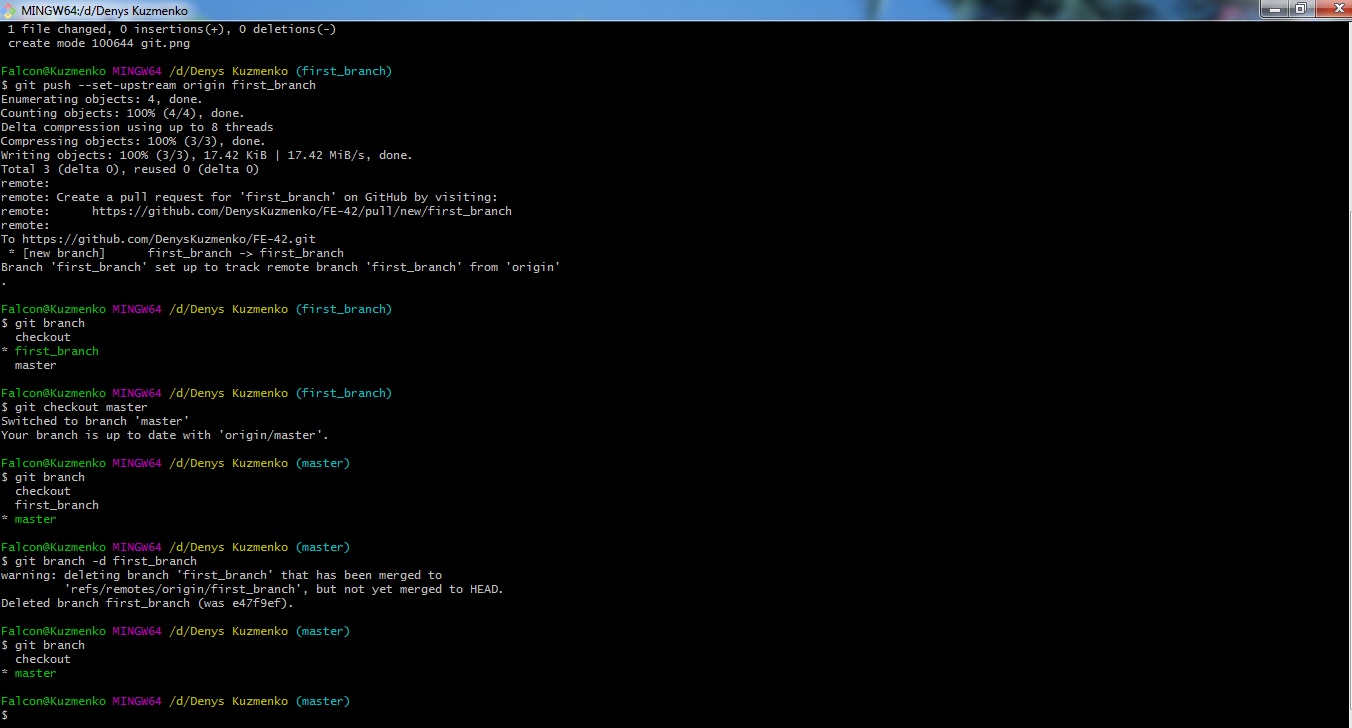 MINGW64:/d/Denys Kuzmenko
 1 file changed, 0 insertions(+), 0 deletions(-)
 create mode 100644 git.png

Falcon@Kuzmenko MINGW64 /d/Denys Kuzmenko (first_branch)
$ git push --set-upstream origin first_branch
Enumerating objects: 4, done.
Counting objects: 100% (4/4), done.
Delta compression using up to 8 threads
Compressing objects: 100% (3/3), done.
Writing objects: 100% (3/3), 17.42 KiB | 17.42 MiB/s, done.
Total 3 (delta 0), reused 0 (delta 0)
remote:
remote: Create a pull request for 'first_branch' on GitHub by visiting:
remote:      https://github.com/DenysKuzmenko/FE-42/pull/new/first_branch
remote:
To https://github.com/DenysKuzmenko/FE-42.git
 * [new branch]      first_branch -> first_branch
Branch 'first_branch' set up to track remote branch 'first_branch' from 'origin'
.

Falcon@Kuzmenko MINGW64 /d/Denys Kuzmenko (first_branch)
$ git branch
  checkout
* first_branch
  master

Falcon@Kuzmenko MINGW64 /d/Denys Kuzmenko (first_branch)
$ git checkout master
Switched to branch 'master'
Your branch is up to date with 'origin/master'.

Falcon@Kuzmenko MINGW64 /d/Denys Kuzmenko (master)
$ git branch
  checkout
  first_branch
* master

Falcon@Kuzmenko MINGW64 /d/Denys Kuzmenko (master)
$ git branch -d first_branch
warning: deleting branch 'first_branch' that has been merged to
         'refs/remotes/origin/first_branch', but not yet merged to HEAD.
Deleted branch first_branch (was e47f9ef).

Falcon@Kuzmenko MINGW64 /d/Denys Kuzmenko (master)
$ git branch
  checkout
* master

Falcon@Kuzmenko MINGW64 /d/Denys Kuzmenko (master)
$